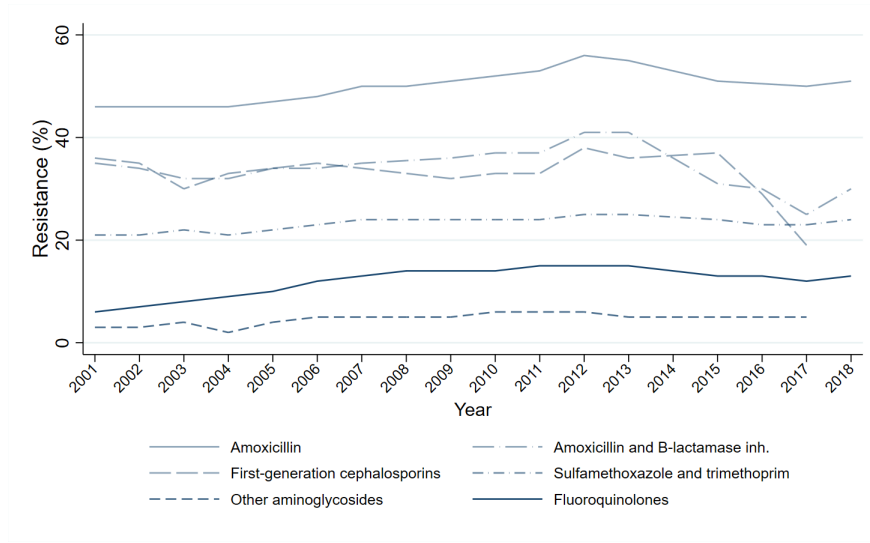 Resistance (%)
60
40
20
0
2001 2002 2003 2004 2005 2006 2007 2008 2009 2010 2011 2012 2013 2014 2015 2016 2017 2018
Year
Amoxicillin
Amoxicillin and B-lactamase inh.
First-generation cephalosporins
Sulfamethoxazole and trimethoprim
Other aminoglycosides
Fluoroquinolones